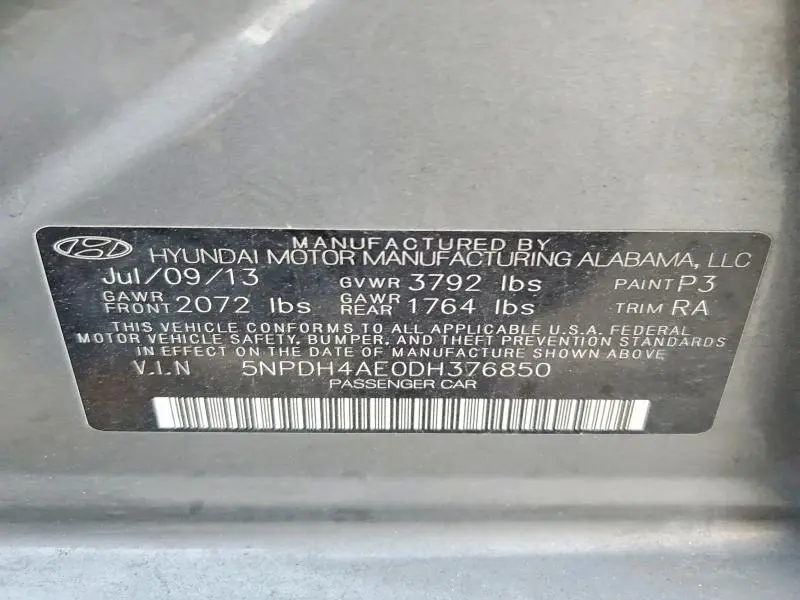 MANUFACTURED BY
HYUNDAI MOTOR MANUFACTURING ALABAMA, LLC
Jul/09/13 GVWR 3792 lbs PAINT P3
GAWR FRONT 2072 lbs GAWR REAR 1764 lbs TRIM RA
THIS VEHICLE CONFORMS TO ALL APPLICABLE U.S.A. FEDERAL
MOTOR VEHICLE SAFETY, BUMPER, AND THEFT PREVENTION STANDARDS
IN EFFECT ON THE DATE OF MANUFACTURE SHOWN ABOVE
V.I.N 5NPDH4AE0DH376850
PASSENGER CAR